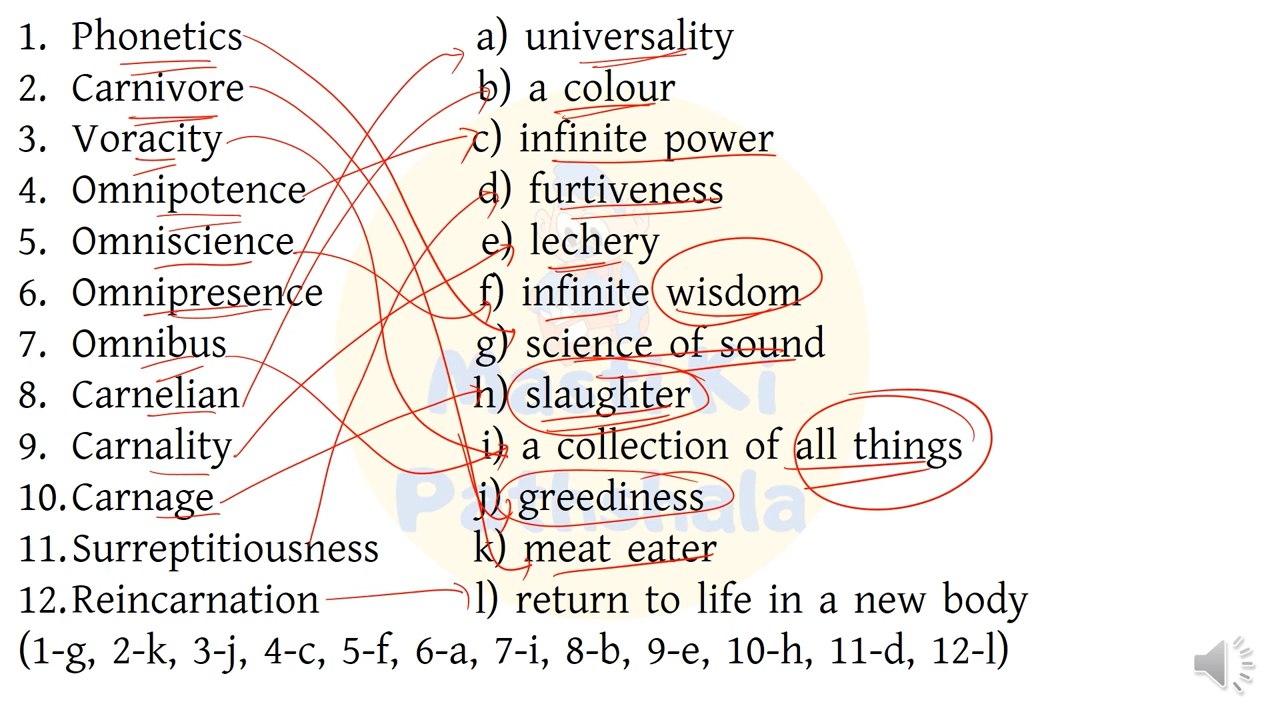 1. Phonetics a) universality
2. Carnivore b) a colour
3. Voracity c) infinite power
4. Omnipotence d) furtiveness
5. Omniscience e) lechery
6. Omnipresence f) infinite wisdom
7. Omnibus g) science of sound
8. Carnelian h) slaughter
9. Carnality i) a collection of all things
10. Carnage j) greediness
11. Surreptitiousness k) meat eater
12. Reincarnation l) return to life in a new body
(1-g, 2-k, 3-j, 4-c, 5-f, 6-a, 7-i, 8-b, 9-e, 10-h, 11-d, 12-l)
Masti Ki
Pathshala